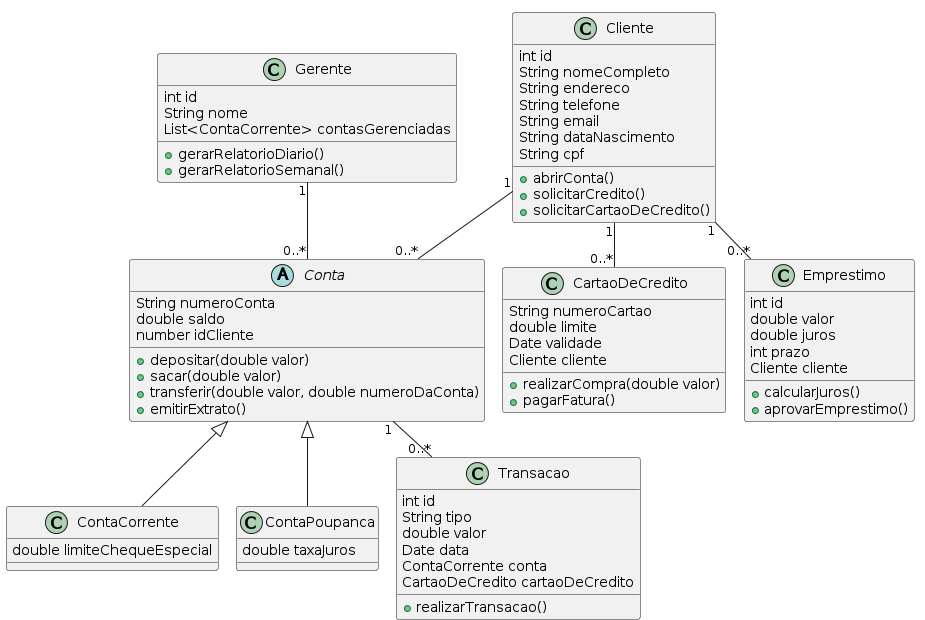 C Cliente
int id
String nomeCompleto
String endereco
String telefone
String email
String dataNascimento
String cpf
abrirConta()
solicitarCredito()
solicitarCartaoDeCredito()
C Gerente
int id
String nome
List<ContaCorrente> contasGerenciadas
gerarRelatorioDiario()
gerarRelatorioSemanal()
1
0..*
1
0..*
1
0..*
1
0..*
A Conta
String numeroConta
double saldo
number idCliente
depositar(double valor)
sacar(double valor)
transferir(double valor, double numeroDaConta)
emitirExtrato()
C CartaoDeCredito
String numeroCartao
double limite
Date validade
Cliente cliente
realizarCompra(double valor)
pagarFatura()
C Emprestimo
int id
double valor
double juros
int prazo
Cliente cliente
calcularJuros()
aprovarEmprestimo()
1
0..*
C ContaCorrente
double limiteChequeEspecial
C ContaPoupanca
double taxaJuros
C Transacao
int id
String tipo
double valor
Date data
ContaCorrente conta
CartaoDeCredito cartaoDeCredito
realizarTransacao()